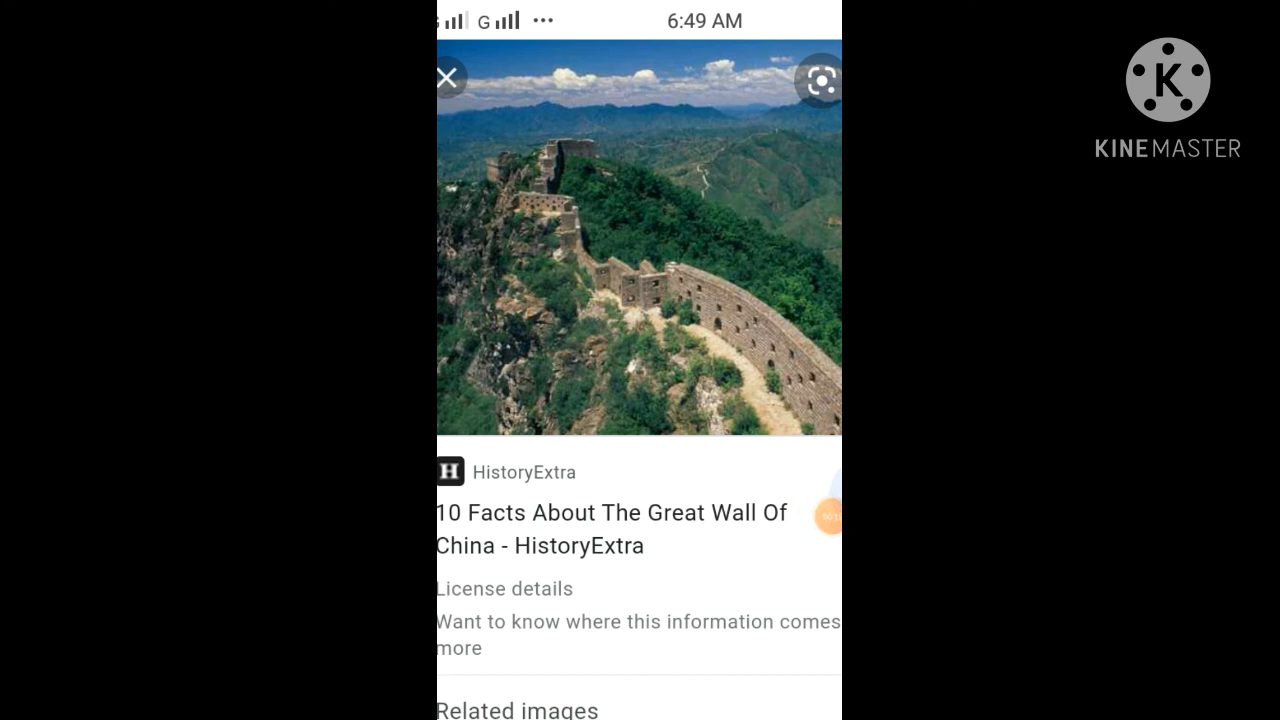 G 6:49 AM
K
KINEMASTER
H HistoryExtra
10 Facts About The Great Wall Of
China - HistoryExtra
License details
Want to know where this information comes
more
Related images